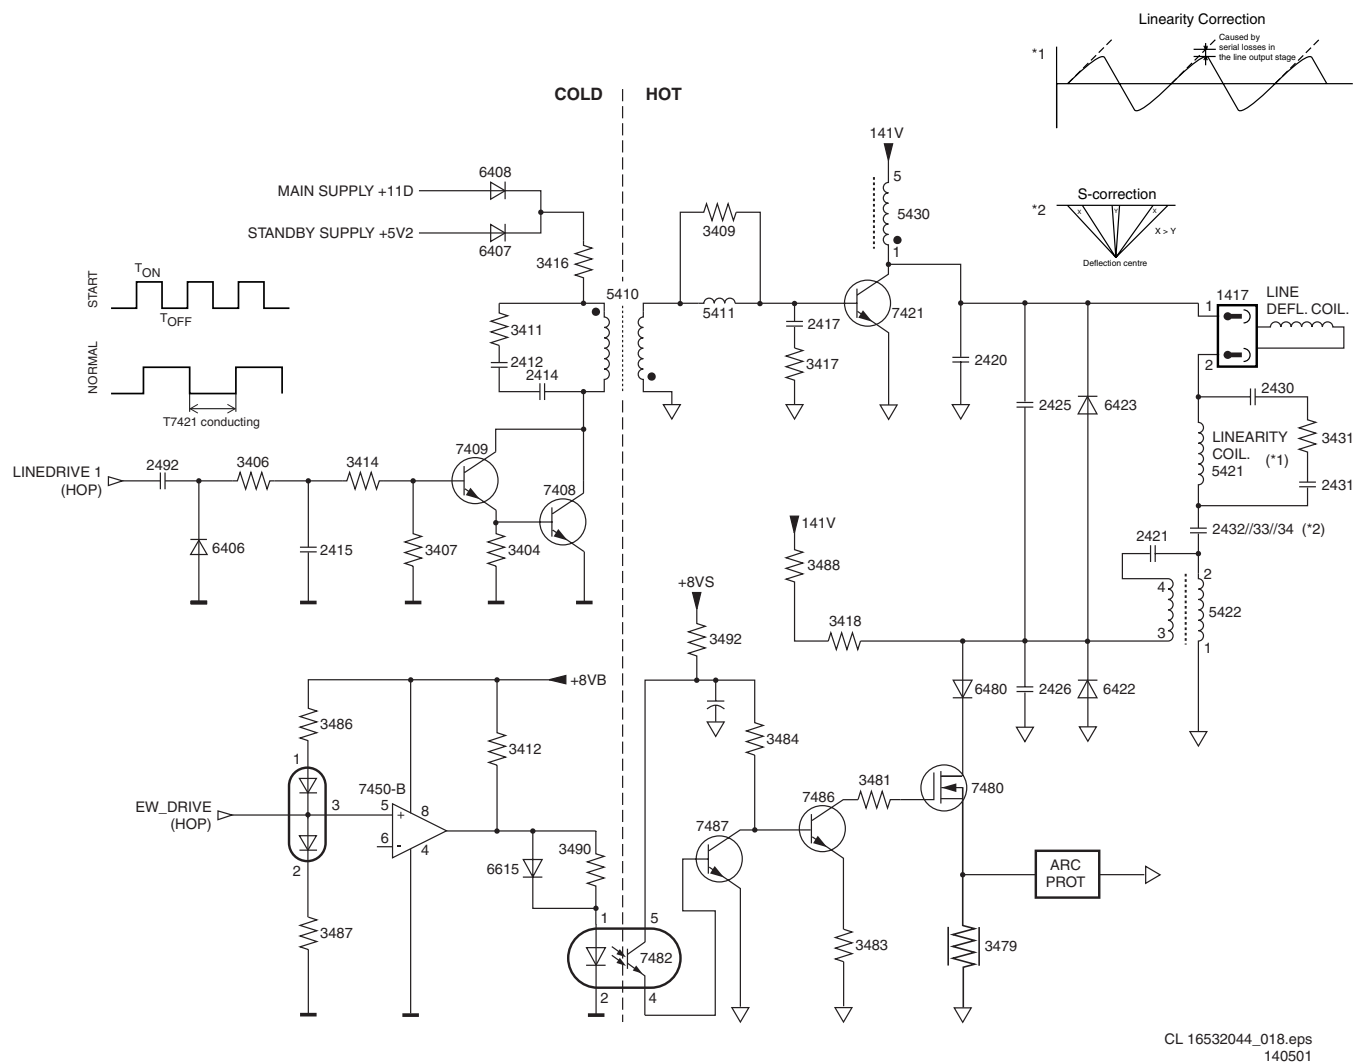 Linearity Correction
*1
Caused by
serial losses in
the line output stage
COLD
HOT
141V
6408
MAIN SUPPLY +11D
STANDBY SUPPLY +5V2
6407
3416
3409
5
5430
1
S-correction
*2
X
Y
X
X > Y
Deflection centre
START
TON
TOFF
5410
5411
3411
2412
2414
2417
3417
7421
2420
1
1417
LINE
DEFL. COIL.
2
NORMAL
T7421 conducting
2425
6423
2430
LINEARITY
COIL.
5421
(*1)
3431
2431
LINEDRIVE 1
(HOP)
2492
3406
3414
7409
7408
6406
2415
3407
3404
141V
3488
2421
2432//33//34 (*2)
4
2
5422
3
1
+8VS
3492
3418
+8VB
6480
2426
6422
3486
3412
3484
1
7450-B
EW_DRIVE
(HOP)
3
5
+
8
6
-
4
2
3481
7480
7486
7487
6615
3490
ARC
PROT
3487
1
5
7482
2
4
3483
3479
CL 16532044_018.eps
140501